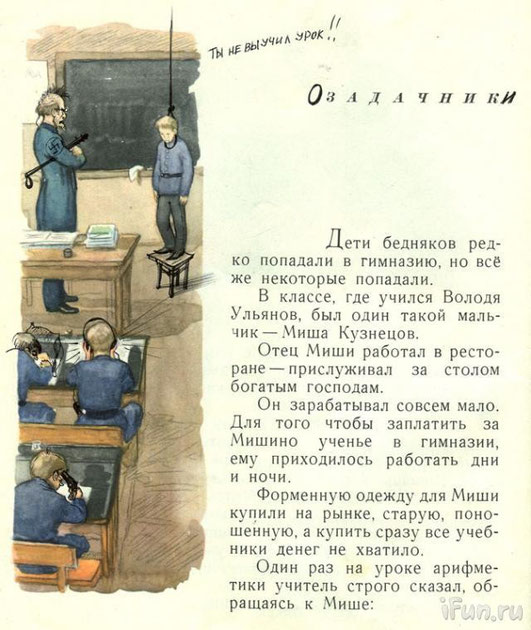 ТЫ НЕ ВЫУЧИЛ УРОК!!
ОЗАДАЧНИКИ
Дети бедняков ред-
ко попадали в гимназию, но всё
же некоторые попадали.
В классе, где учился Володя
Ульянов, был один такой маль-
чик — Миша Кузнецов.
Отец Миши работал в ресто-
ране — прислуживал за столом
богатым господам.
Он зарабатывал совсем мало.
Для того чтобы заплатить за
Мишино ученье в гимназии,
ему приходилось работать дни
и ночи.
Форменную одежду для Миши
купили на рынке, старую, поно-
шенную, а купить сразу все учеб-
ники денег не хватило.
Один раз на уроке арифме-
тики учитель строго сказал, об-
ращаясь к Мише:
iFun.ru